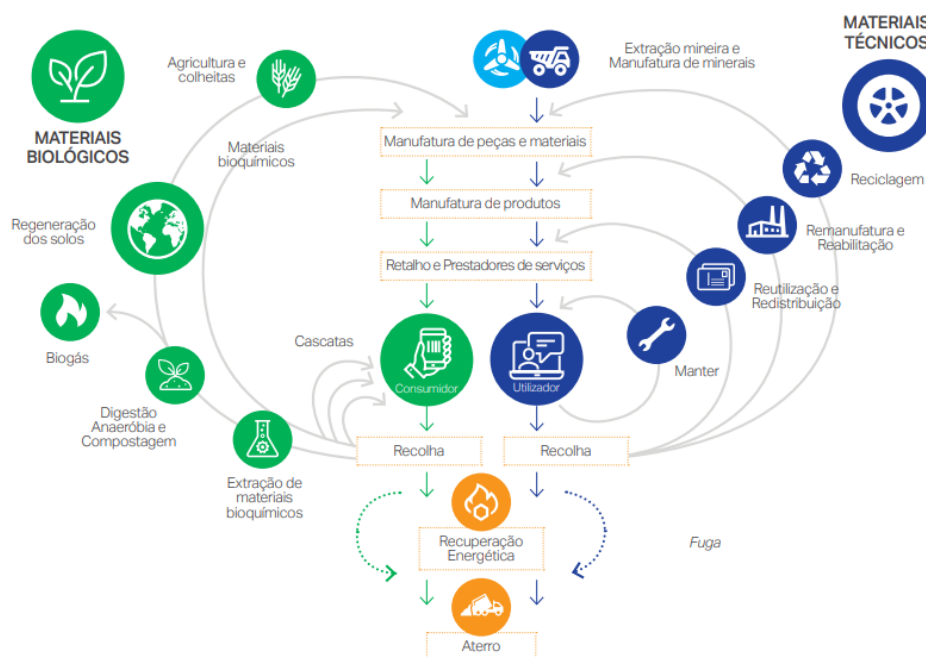 MATERIAIS
TÉCNICOS
Agricultura e
colheitas
Extração mineira e
Manufatura de minerais
MATERIAIS
BIOLÓGICOS
Materiais
bioquímicos
Manufatura de peças e materiais
Reciclagem
Manufatura de produtos
Regeneração
dos solos
Remanufatura e
Reabilitação
Retalho e Prestadores de serviços
Reutilização e
Redistribuição
Biogás
Cascatas
Consumidor
Utilizador
Manter
Digestão
Anaeróbia e
Compostagem
Recolha
Recolha
Extração de
materiais
bioquímicos
Recuperação
Energética
Fuga
Aterro